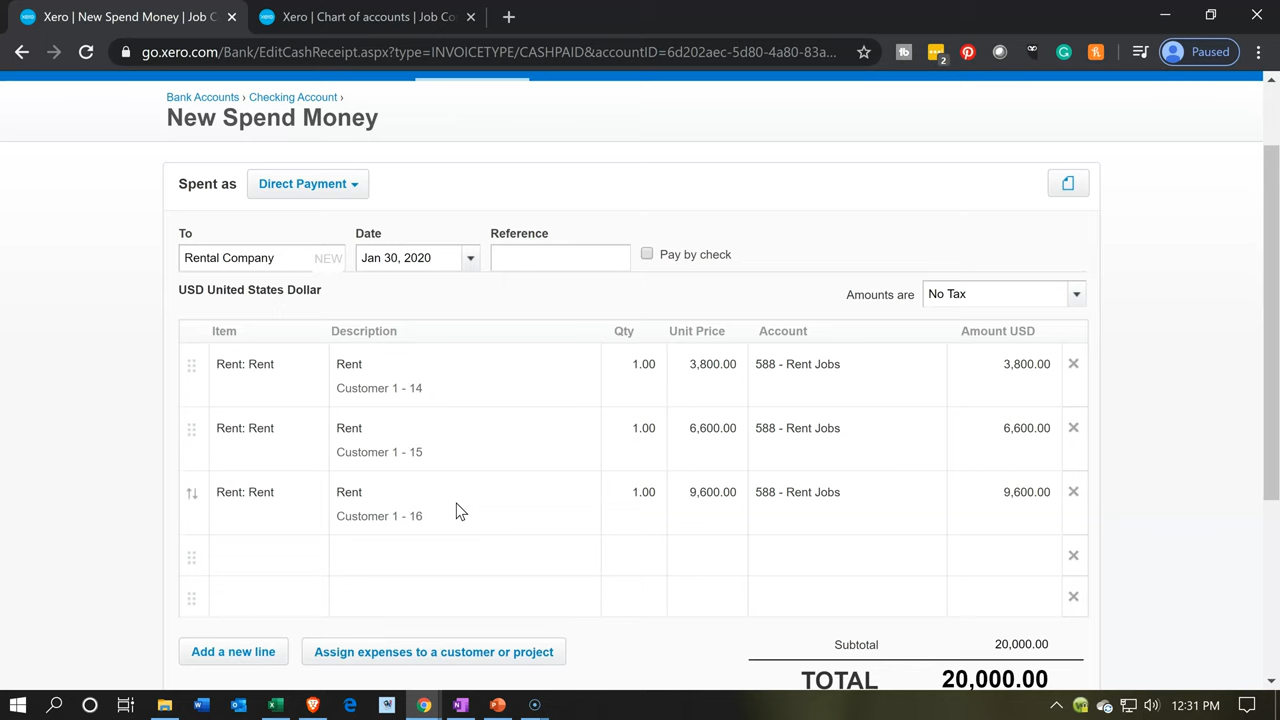 Xero | New Spend Money | Job C
Xero | Chart of accounts | Job Co
go.xero.com/Bank/EditCashReceipt.aspx?type=INVOICETYPE/CASHPAID&accountID=6d202aec-5d80-4a80-83a...
2
Paused
Bank Accounts › Checking Account ›
New Spend Money
Spent as Direct Payment
To Date Reference
Rental Company NEW Jan 30, 2020 Pay by check
USD United States Dollar
Amounts are No Tax
Item Description Qty Unit Price Account Amount USD
Rent: Rent Rent 1.00 3,800.00 588 - Rent Jobs 3,800.00
Customer 1 - 14
Rent: Rent Rent 1.00 6,600.00 588 - Rent Jobs 6,600.00
Customer 1 - 15
Rent: Rent Rent 1.00 9,600.00 588 - Rent Jobs 9,600.00
Customer 1 - 16
Add a new line Assign expenses to a customer or project
Subtotal 20,000.00
TOTAL 20,000.00
12:31 PM